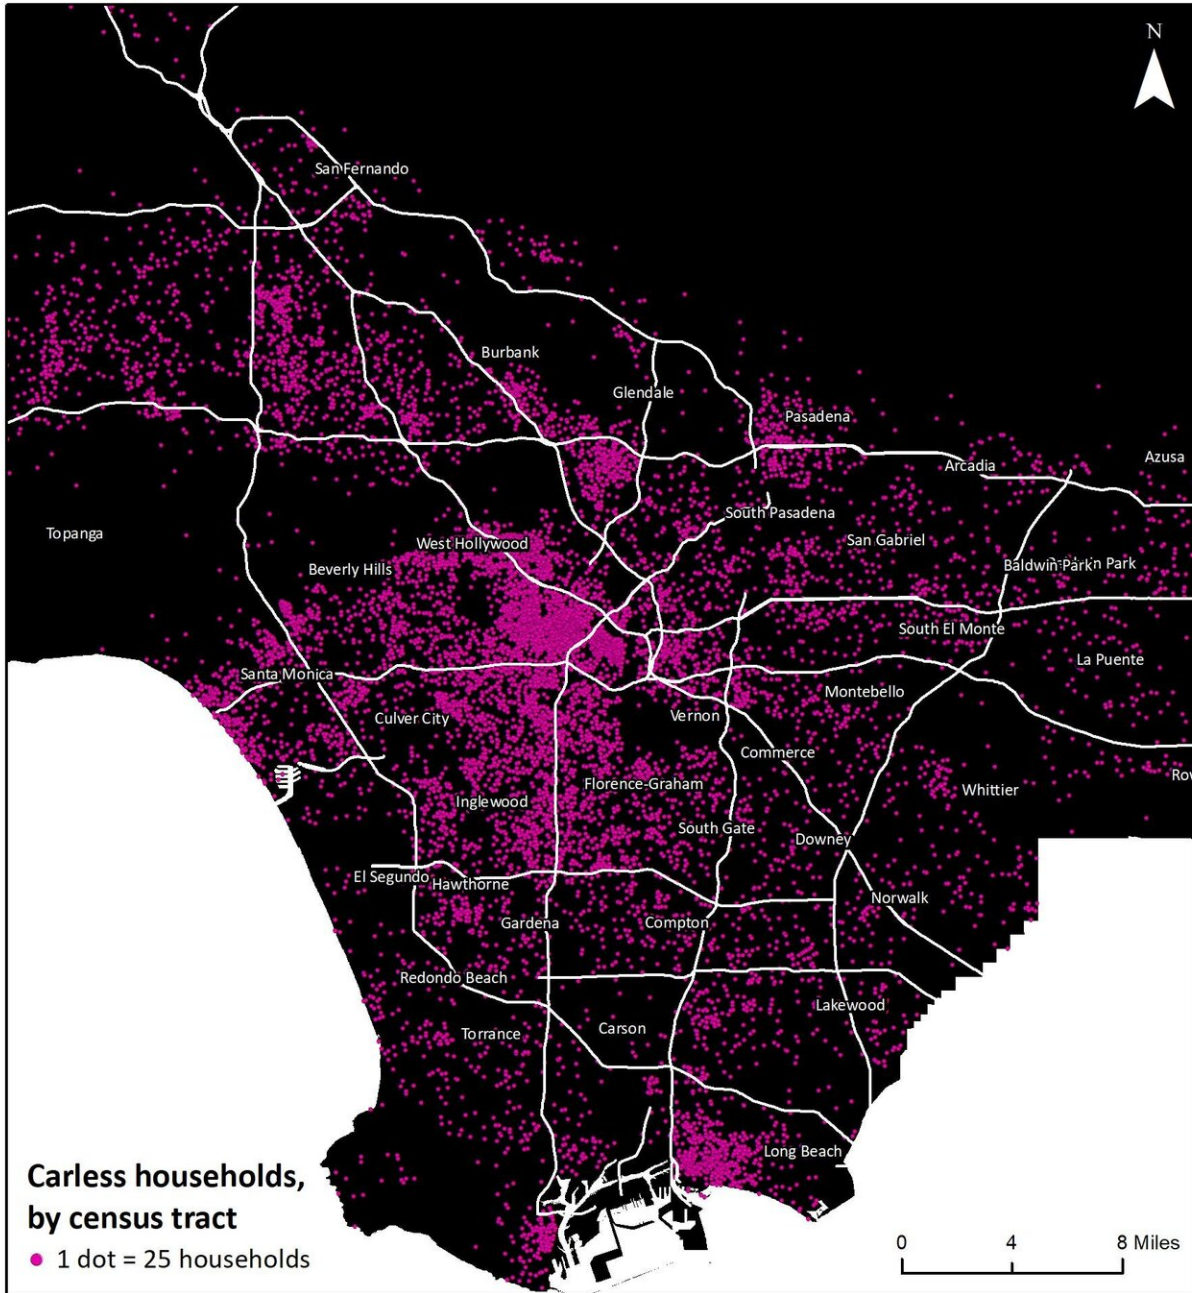 N
San Fernando
Burbank
Glendale
Pasadena
Arcadia
Azusa
South Pasadena
Topanga
West Hollywood
San Gabriel
Beverly Hills
Baldwin Park
n Park
South El Monte
La Puente
Santa Monica
Montebello
Culver City
Vernon
Commerce
Row
Florence-Graham
Whittier
Inglewood
South Gate
Downey
El Segundo
Hawthorne
Norwalk
Gardena
Compton
Redondo Beach
Lakewood
Torrance
Carson
Long Beach
Carless households,
by census tract
1 dot = 25 households
0 4 8 Miles